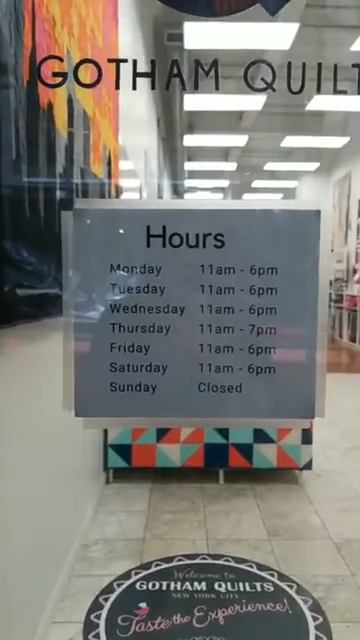 GOTHAM QUILT
Hours
Monday 11am - 6pm
Tuesday 11am - 6pm
Wednesday 11am - 6pm
Thursday 11am - 7pm
Friday 11am - 6pm
Saturday 11am - 6pm
Sunday Closed
Welcome to
GOTHAM QUILTS
NEW YORK CITY
Taste the Experience!